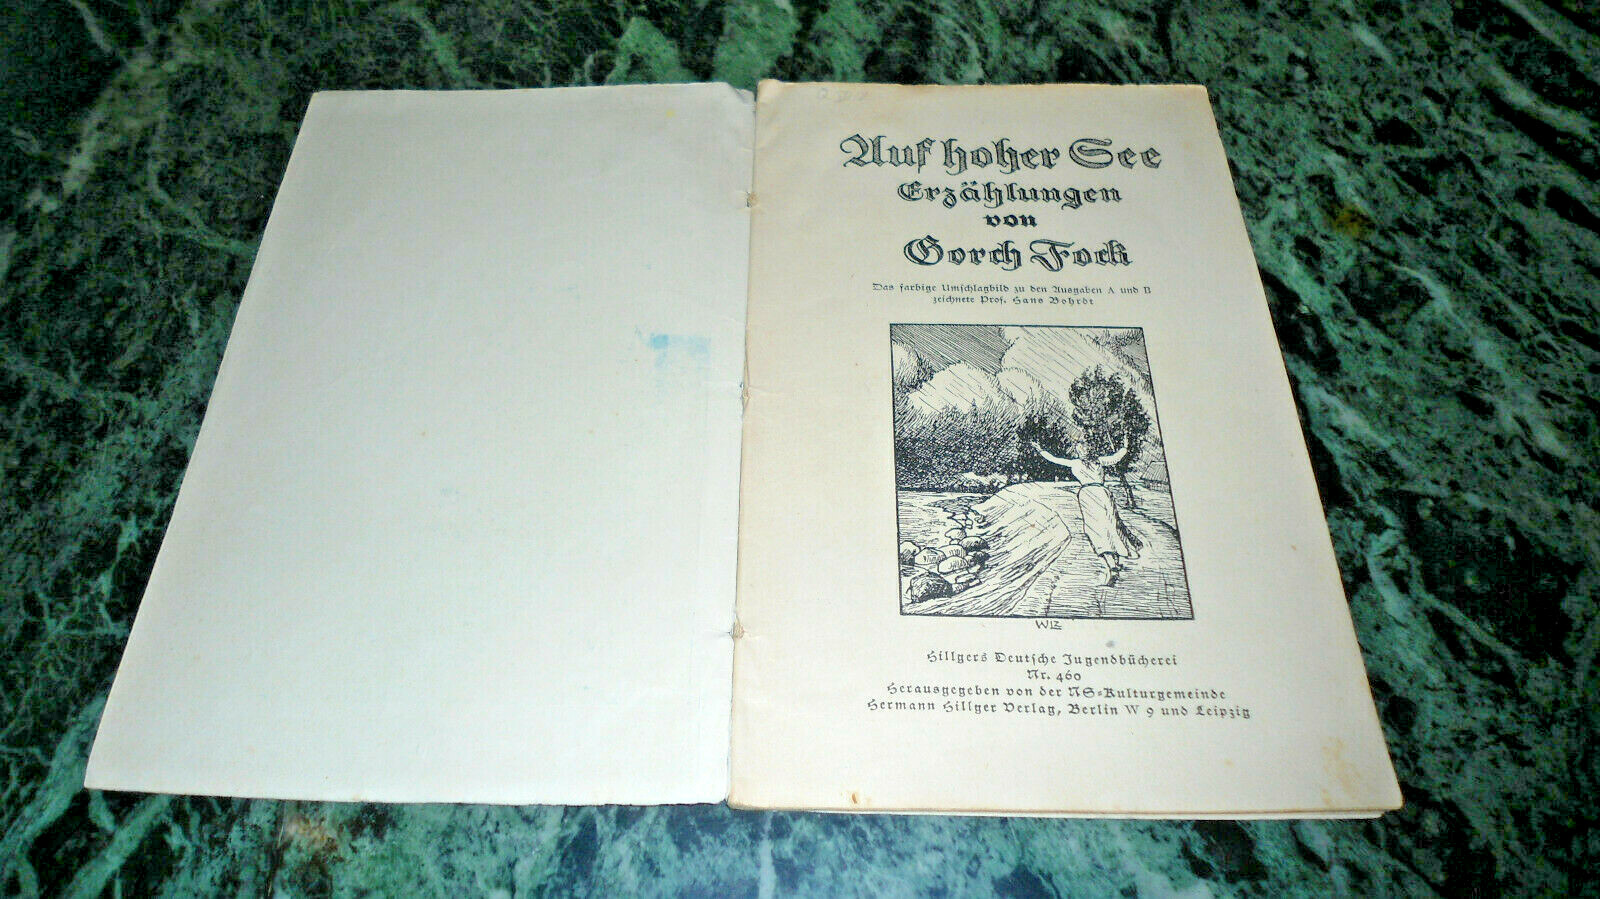 Auf hoher See
Erzählungen
von
Gorch Fock
Das farbige Umschlagbild zu den Ausgaben A und B
zeichnete Prof. Hans Bohrdt
WLZ
Hillgers Deutsche Jugendbücherei
Nr. 460
Herausgegeben von der NS=Kulturgemeinde
Hermann Hillger Verlag, Berlin W 9 und Leipzig